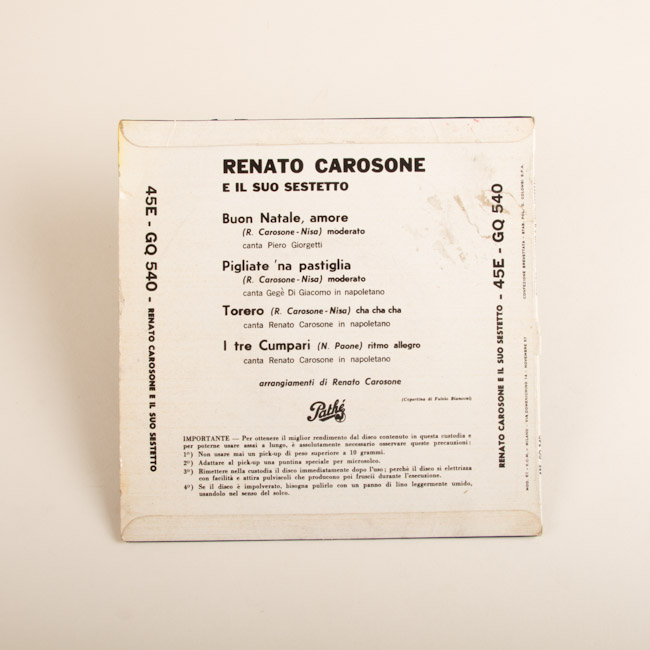 RENATO CAROSONE
E IL SUO SESTETTO
Buon Natale, amore
(R. Carosone - Nisa) moderato
canta Piero Giorgetti
Pigliate 'na pastiglia
(R. Carosone - Nisa) moderato
canta Gegè Di Giacomo in napoletano
Torero (R. Carosone - Nisa) cha cha cha
canta Renato Carosone in napoletano
I tre Cumpari (N. Paone) ritmo allegro
canta Renato Carosone in napoletano
arrangiamenti di Renato Carosone
(Copertina di Fulvio Bianconi)
Pathé
IMPORTANTE — Per ottenere il miglior rendimento dal disco contenuto in questa custodia e
per poterne usare assai a lungo, è assolutamente necessario osservare queste precauzioni:
1°) Non usare mai un pick-up di peso superiore a 10 grammi.
2°) Adattare al pick-up una puntina speciale per microsolco.
3°) Rimettere nella custodia il disco immediatamente dopo l'uso; perchè il disco si elettrizza
con facilità e attira pulviscoli che producono poi fruscii durante l'esecuzione.
4°) Se il disco è impolverato, bisogna pulirlo con un panno di lino leggermente umido,
usandolo nel senso del solco.
45E - GQ 540 - RENATO CAROSONE E IL SUO SESTETTO
RENATO CAROSONE E IL SUO SESTETTO - 45E - GQ 540